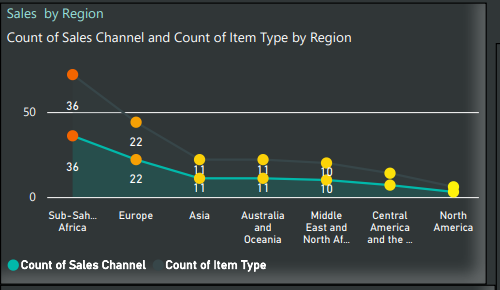 Sales by Region
Count of Sales Channel and Count of Item Type by Region
50
0
36
36
22
22
11
11
11
11
10
10
Sub-Sah...
Africa
Europe
Asia
Australia
and
Oceania
Middle
East and
North Af...
Central
America
and the ...
North
America
Count of Sales Channel
Count of Item Type